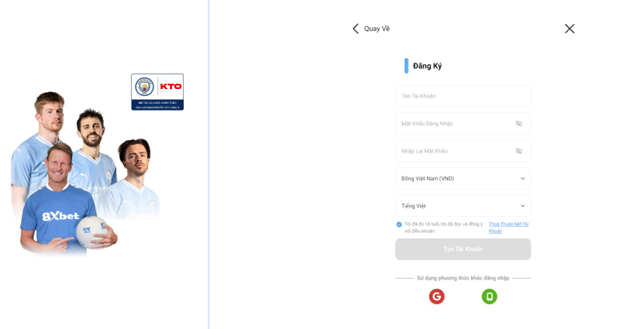 KTO
8Xbet
Quay Về
Đăng Ký
Tên Tài Khoản
Mật Khẩu Đăng Nhập
Nhập Lại Mật Khẩu
Đồng Việt Nam (VND)
Tiếng Việt
Tôi đã đủ 18 tuổi, tôi đã đọc và đồng ý Thoả Thuận Mở Tài
với điều khoản Khoản
Tạo Tài Khoản
Sử dụng phương thức khác đăng nhập